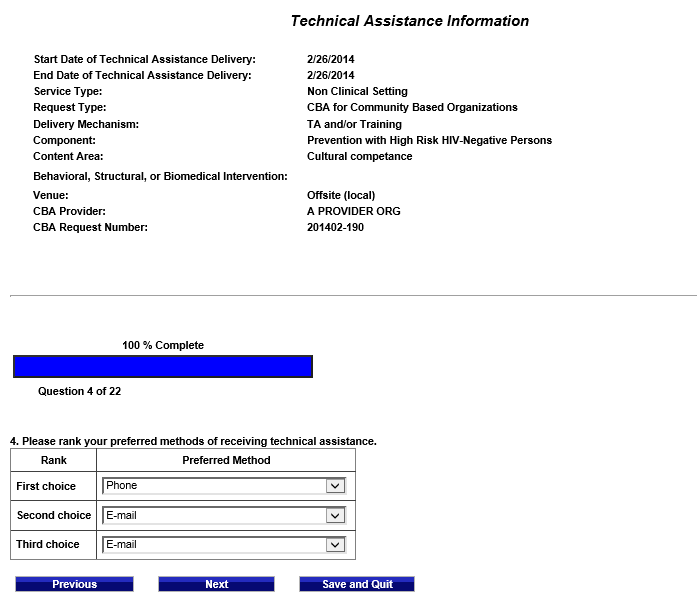 Technical Assistance Information
Start Date of Technical Assistance Delivery: 2/26/2014
End Date of Technical Assistance Delivery: 2/26/2014
Service Type: Non Clinical Setting
Request Type: CBA for Community Based Organizations
Delivery Mechanism: TA and/or Training
Component: Prevention with High Risk HIV-Negative Persons
Content Area: Cultural competance
Behavioral, Structural, or Biomedical Intervention:
Venue: Offsite (local)
CBA Provider: A PROVIDER ORG
CBA Request Number: 201402-190
100 % Complete
Question 4 of 22
4. Please rank your preferred methods of receiving technical assistance.
Rank Preferred Method
First choice Phone
Second choice E-mail
Third choice E-mail
Previous Next Save and Quit